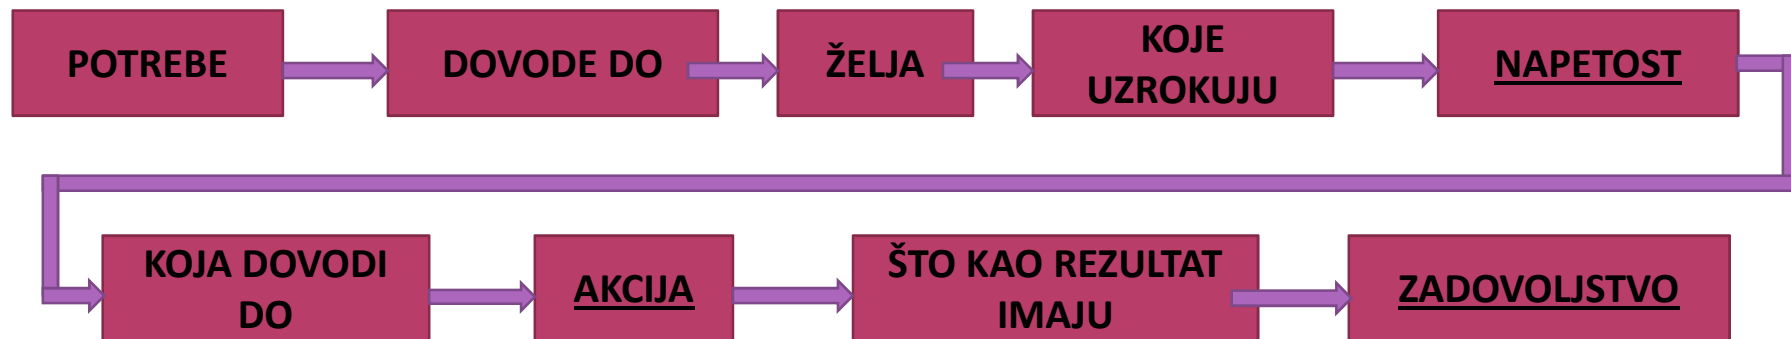 POTREBE
DOVODE DO
ŽELJA
KOJE
UZROKUJU
NAPETOST
KOJA DOVODI
DO
AKCIJA
ŠTO KAO REZULTAT
IMAJU
ZADOVOLJSTVO